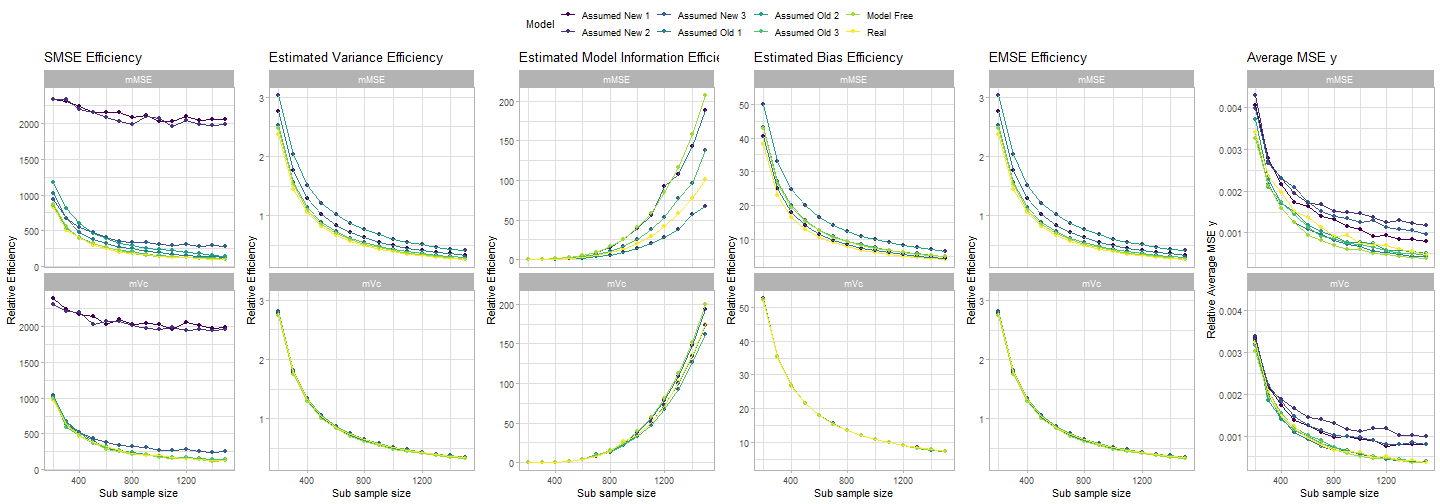 Model
Assumed New 1 Assumed New 3 Assumed Old 2 Model Free
Assumed New 2 Assumed Old 1 Assumed Old 3 Real
SMSE Efficiency
mMSE
2000
1500
1000
500
0
mVc
2000
1500
1000
500
0
400 800 1200
Sub sample size
Relative Efficiency
Estimated Variance Efficiency
mMSE
3
2
1
mVc
3
2
1
400 800 1200
Sub sample size
Relative Efficiency
Estimated Model Information Efficie
mMSE
200
150
100
50
0
mVc
200
150
100
50
0
400 800 1200
Sub sample size
Relative Efficiency
Estimated Bias Efficiency
mMSE
50
40
30
20
10
mVc
50
40
30
20
10
400 800 1200
Sub sample size
Relative Efficiency
EMSE Efficiency
mMSE
3
2
1
mVc
3
2
1
400 800 1200
Sub sample size
Relative Efficiency
Average MSE y
mMSE
0.004
0.003
0.002
0.001
mVc
0.004
0.003
0.002
0.001
400 800 1200
Sub sample size
Relative Average MSE y